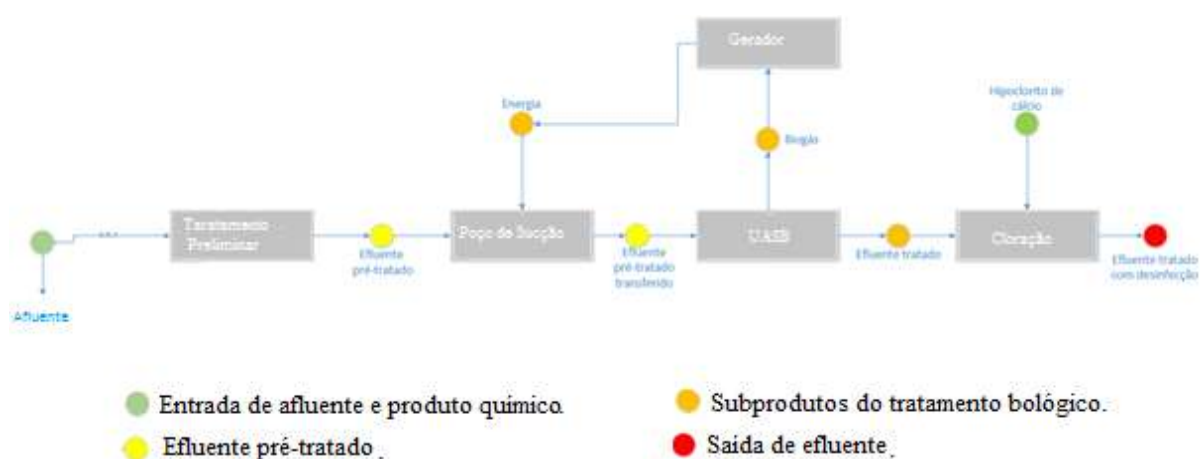 Gerador
Energia
Hipoclorito de
cálcio
Biogás
Taratamento
Preliminar
Poço de Sucção
UASB
Cloração
Efluente
pré-tratado
Efluente
pré-tratado
transferido
Efluente tratado
Efluente tratado
com desinfecção
Afluente
Entrada de afluente e produto químico.
Subprodutos do tratamento bológico.
Efluente pré-tratado.
Saída de efluente.